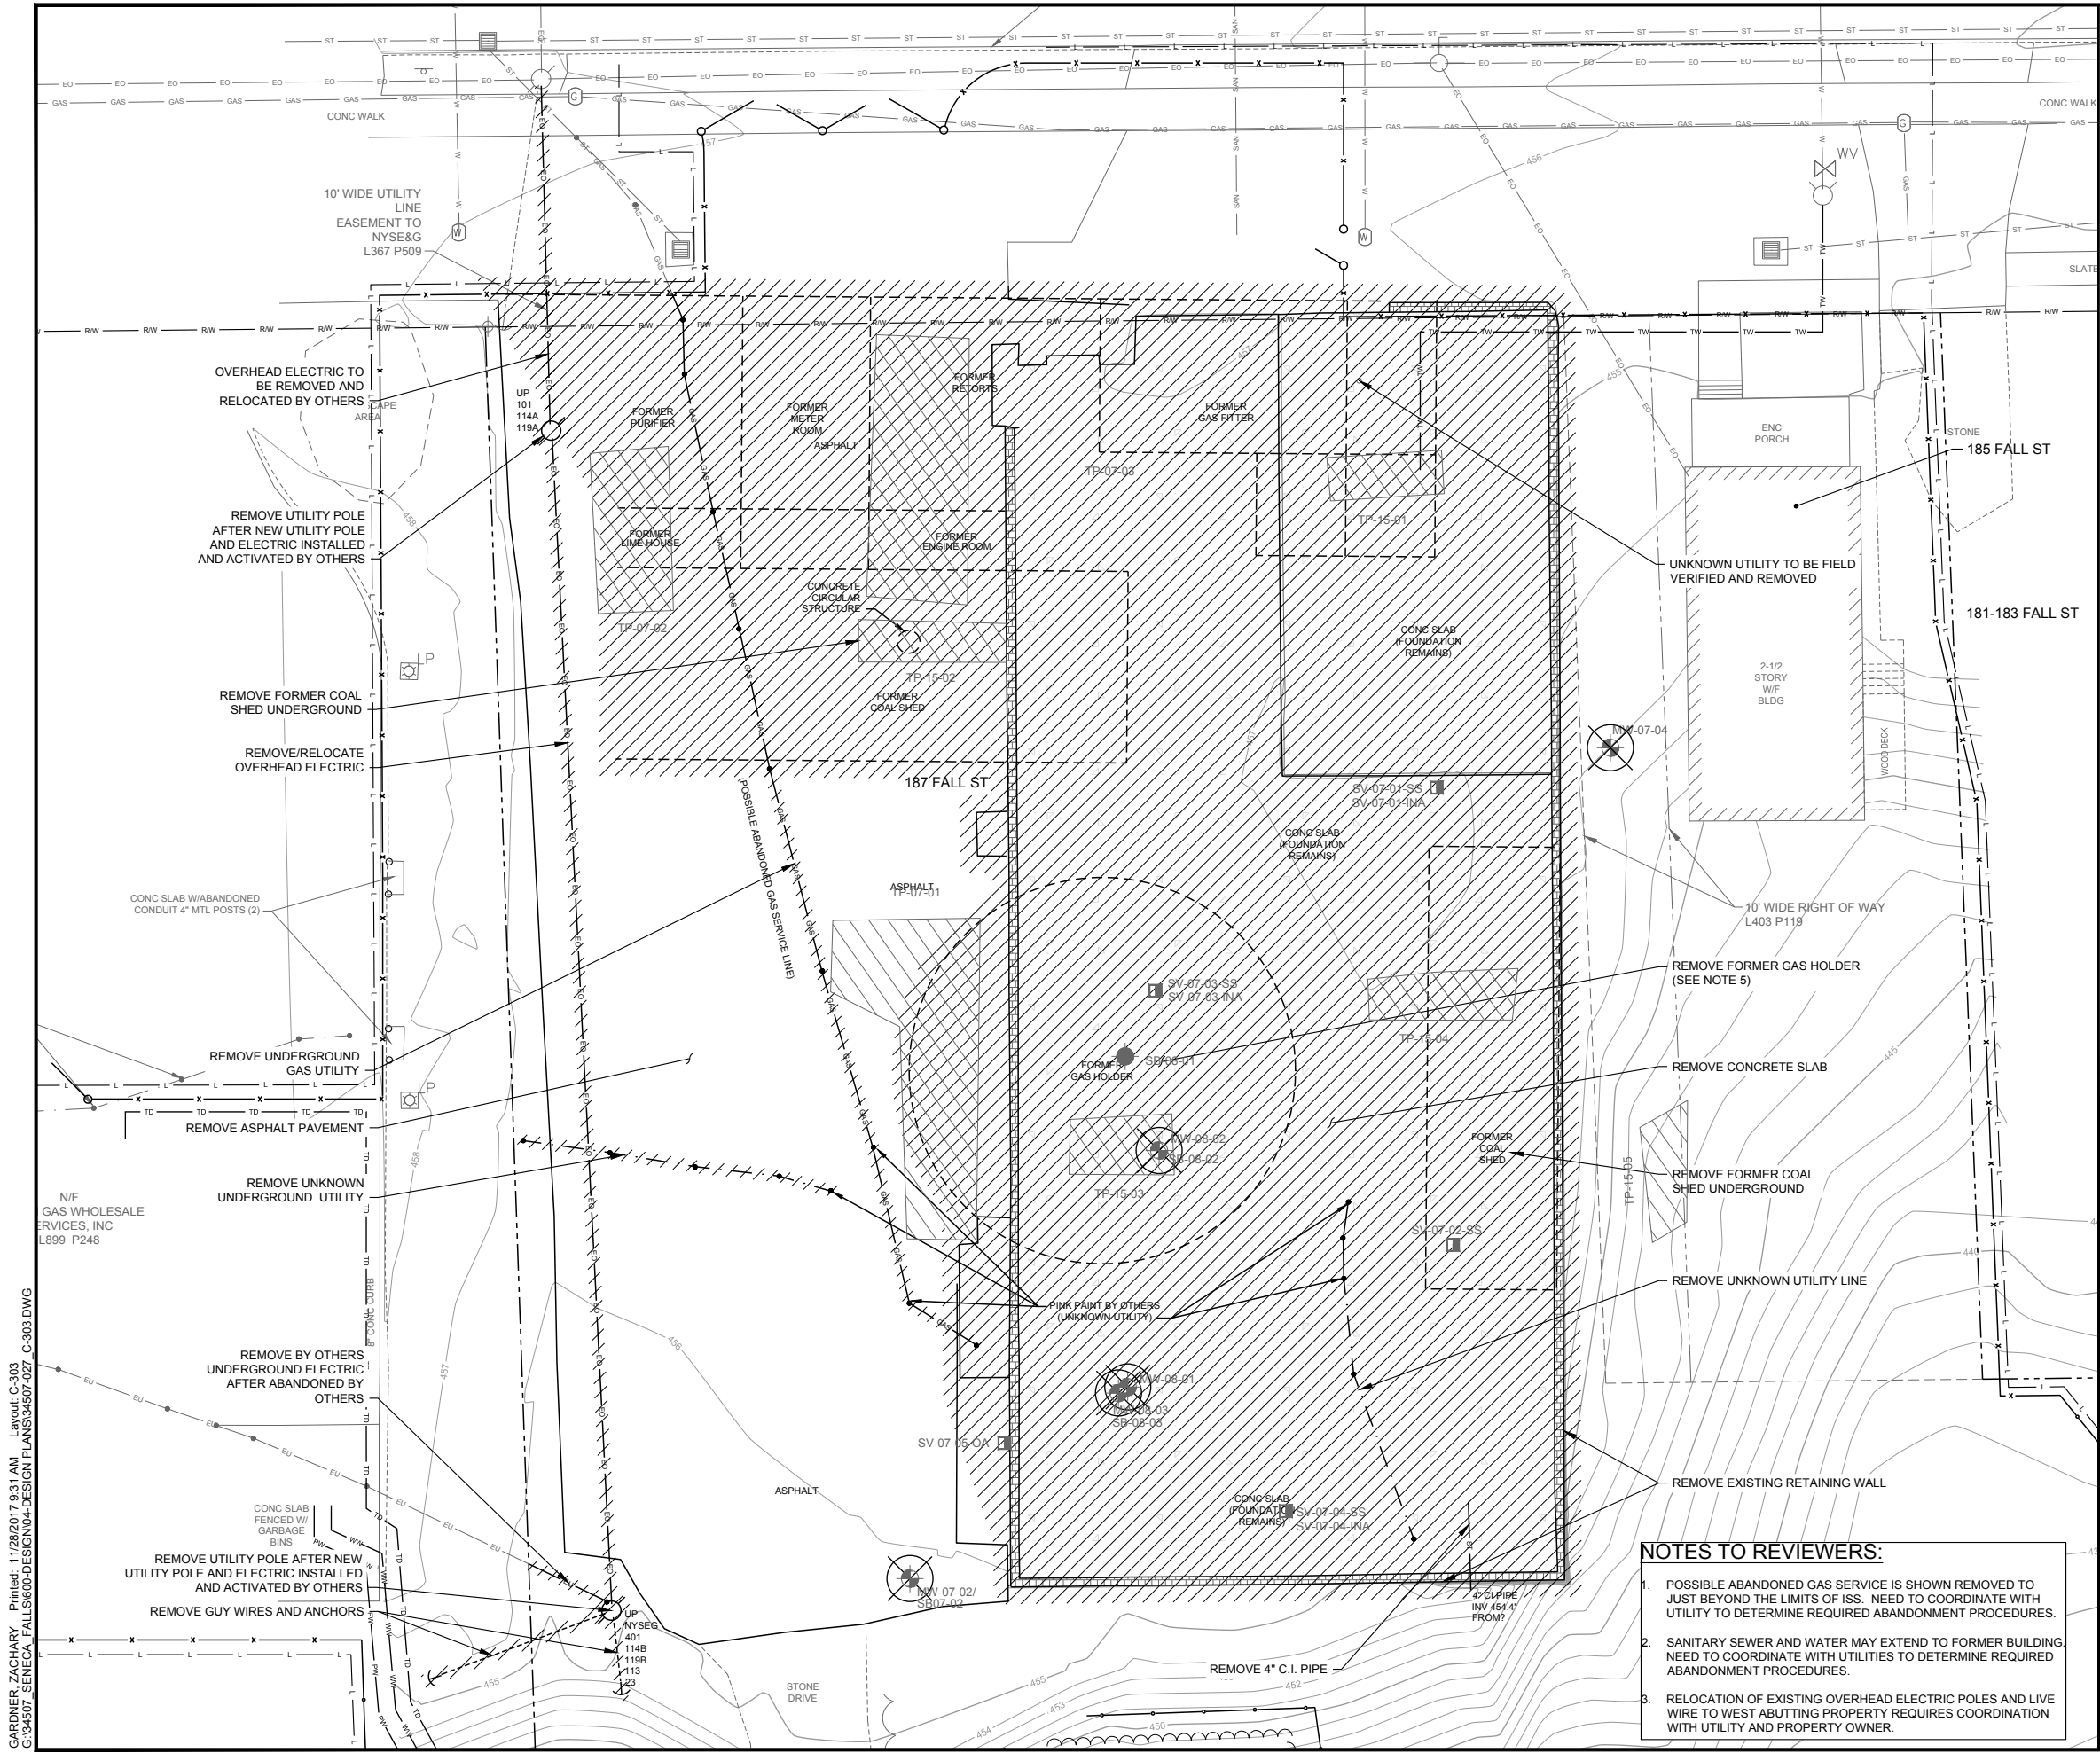 CONC WALK
CONC WALK
10' WIDE UTILITY
LINE
EASEMENT TO
NYSE&G
L367 P509
WV
SLATE
OVERHEAD ELECTRIC TO
BE REMOVED AND
RELOCATED BY OTHERS
AREA
UP
101
114A
119A
FORMER
PURIFIER
FORMER
METER
ROOM
ASPHALT
FORMER
RETORTS
FORMER
GAS FITTER
ENC
PORCH
STONE
185 FALL ST
TP-07-03
TP-15-01
REMOVE UTILITY POLE
AFTER NEW UTILITY POLE
AND ELECTRIC INSTALLED
AND ACTIVATED BY OTHERS
FORMER
LIME HOUSE
FORMER
ENGINE ROOM
UNKNOWN UTILITY TO BE FIELD
VERIFIED AND REMOVED
CONCRETE
CIRCULAR
STRUCTURE
TP-07-02
181-183 FALL ST
CONC SLAB
(FOUNDATION
REMAINS)
LP
2-1/2
STORY
W/F
BLDG
TP-15-02
REMOVE FORMER COAL
SHED UNDERGROUND
FORMER
COAL SHED
MW-07-04
WOOD DECK
REMOVE/RELOCATE
OVERHEAD ELECTRIC
187 FALL ST
SV-07-01-SS
SV-07-01-INA
(POSSIBLE ABANDONED GAS SERVICE LINE)
CONC SLAB
(FOUNDATION
REMAINS)
ASPHALT
TP-07-01
CONC SLAB W/ABANDONED
CONDUIT 4" MTL POSTS (2)
10' WIDE RIGHT OF WAY
L403 P119
REMOVE FORMER GAS HOLDER
(SEE NOTE 5)
SV-07-03-SS
SV-07-03-INA
TP-15-04
REMOVE UNDERGROUND
GAS UTILITY
SB-08-01
FORMER
GAS HOLDER
REMOVE CONCRETE SLAB
LP
REMOVE ASPHALT PAVEMENT
MW-08-02
SB-08-02
FORMER
COAL
SHED
REMOVE FORMER COAL
SHED UNDERGROUND
TP-15-05
REMOVE UNKNOWN
UNDERGROUND UTILITY
TP-15-03
N/F
GAS WHOLESALE
ERVICES, INC
L899 P248
SV-07-02-SS
REMOVE UNKNOWN UTILITY LINE
8" CONC CURB
PINK PAINT BY OTHERS
(UNKNOWN UTILITY)
REMOVE BY OTHERS
UNDERGROUND ELECTRIC
AFTER ABANDONED BY
OTHERS
MW-08-01
SB-08-03
SV-07-05-OA
REMOVE EXISTING RETAINING WALL
ASPHALT
CONC SLAB
(FOUNDATION
REMAINS)
SV-07-04-SS
SV-07-04-INA
CONC SLAB
FENCED W/
GARBAGE
BINS
REMOVE UTILITY POLE AFTER NEW
UTILITY POLE AND ELECTRIC INSTALLED
AND ACTIVATED BY OTHERS
REMOVE GUY WIRES AND ANCHORS
UP
NYSEG
401
114B
119B
113
23
MW-07-02/
SB07-02
4" CI PIPE
INV 454.4'
FROM?
REMOVE 4" C.I. PIPE
STONE
DRIVE
NOTES TO REVIEWERS:
1. POSSIBLE ABANDONED GAS SERVICE IS SHOWN REMOVED TO
JUST BEYOND THE LIMITS OF ISS. NEED TO COORDINATE WITH
UTILITY TO DETERMINE REQUIRED ABANDONMENT PROCEDURES.
2. SANITARY SEWER AND WATER MAY EXTEND TO FORMER BUILDING.
NEED TO COORDINATE WITH UTILITIES TO DETERMINE REQUIRED
ABANDONMENT PROCEDURES.
3. RELOCATION OF EXISTING OVERHEAD ELECTRIC POLES AND LIVE
WIRE TO WEST ABUTTING PROPERTY REQUIRES COORDINATION
WITH UTILITY AND PROPERTY OWNER.
GARDNER, ZACHARY Printed: 11/28/2017 9:31 AM Layout: C-303
G:\34507_SENECA_FALLS\600-DESIGN\04-DESIGN PLANS\34507-027_C-303.DWG